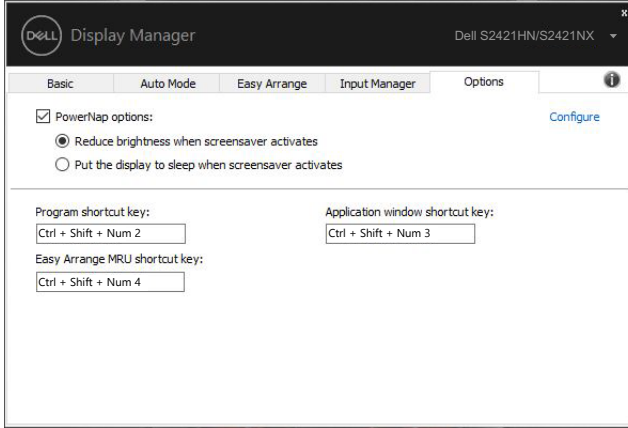 x
DELL Display Manager
Dell S2421HN/S2421NX
Basic Auto Mode Easy Arrange Input Manager Options
PowerNap options: Configure
Reduce brightness when screensaver activates
Put the display to sleep when screensaver activates
Program shortcut key: Application window shortcut key:
Ctrl + Shift + Num 2 Ctrl + Shift + Num 3
Easy Arrange MRU shortcut key:
Ctrl + Shift + Num 4